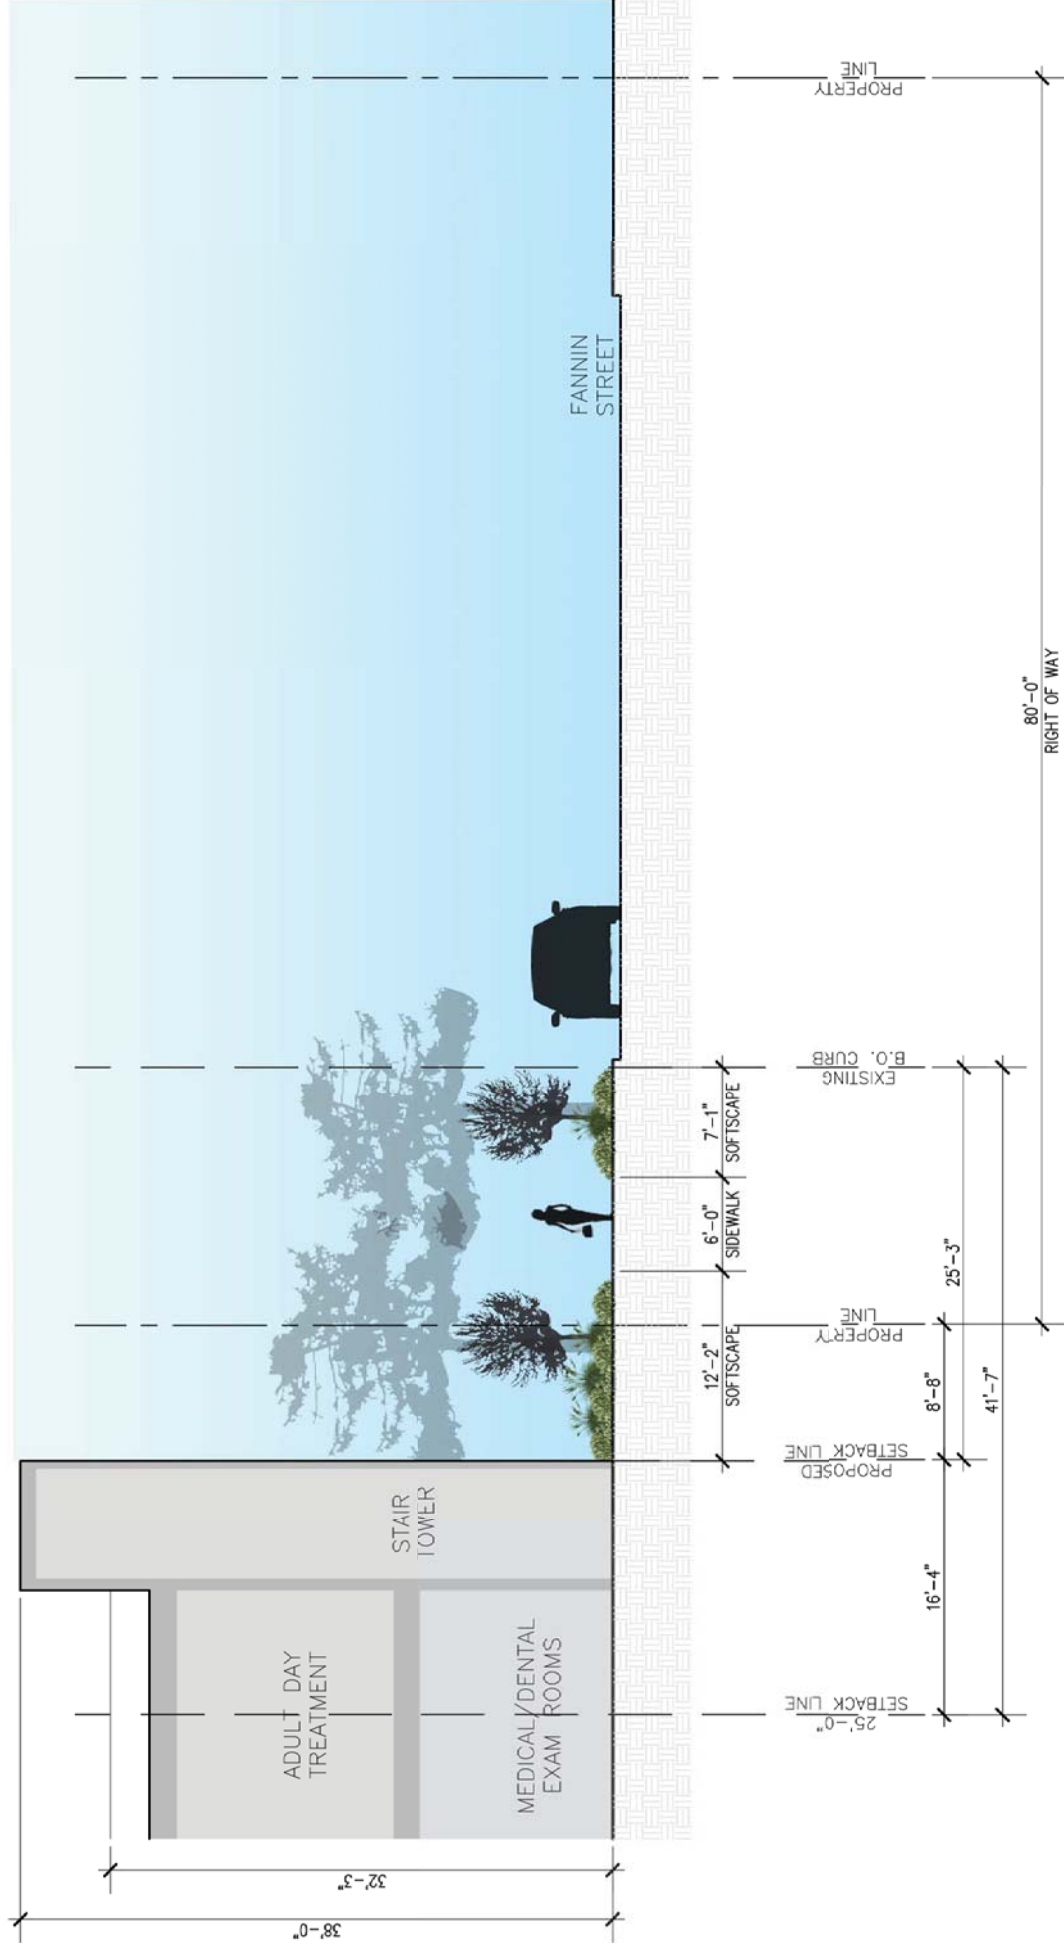 38'-0"
32'-3"
ADULT DAY
TREATMENT
MEDICAL/DENTAL
EXAM ROOMS
STAIR
TOWER
FANNIN
STREET
12'-2"
SOFTSCAPE
6'-0"
SIDEWALK
7'-1"
SOFTSCAPE
25'-0"
SETBACK LINE
PROPOSED
SETBACK LINE
PROPERTY
LINE
EXISTING
B.O. CURB
PROPERTY
LINE
16'-4"
8'-8"
25'-3"
41'-7"
80'-0"
RIGHT OF WAY